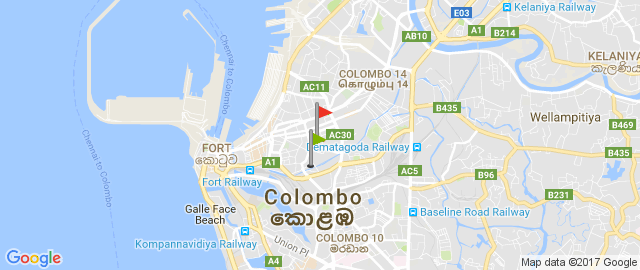 E03
A1
B214
Kelaniya Railway
AB10
KELANIYA
කැලණිය
Chennai to Colombo
COLOMBO 14
கொழும்பு 14
AC11
B435
Wellampitiya
B469
B435
FORT
කොටුව
AC30
Dematagoda Railway
Chennai to Colombo
A1
Fort Railway
AC5
B96
B231
Colombo
කොළඹ
Galle Face
Beach
Baseline Road Railway
Kompannavidiya Railway
Union Pl
COLOMBO 10
මරදාන
Google
Map data ©2017 Google